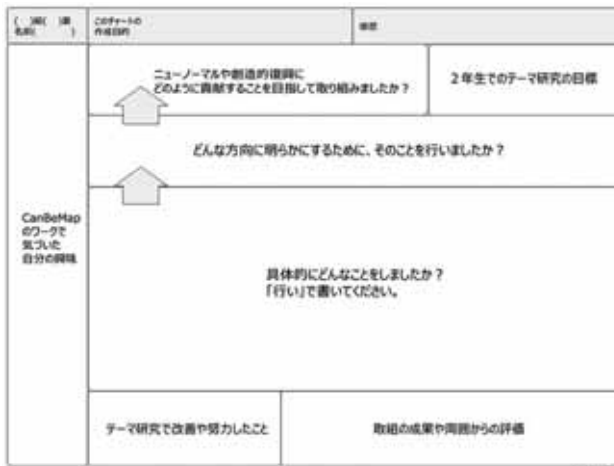 (　)組(　)番
名前(　　　)
このチャートの
作成目的
ニューノーマルや創造的復興に
どのように貢献することを目指して取り組みましたか？
２年生でのテーマ研究の目標
どんな方向に明らかにするために、そのことを行いましたか？
CanBeMap
のワークで
気づいた
自分の興味
具体的にどんなことをしましたか？
「行い」で書いてください。
テーマ研究で改善や努力したこと
取組の成果や周囲からの評価